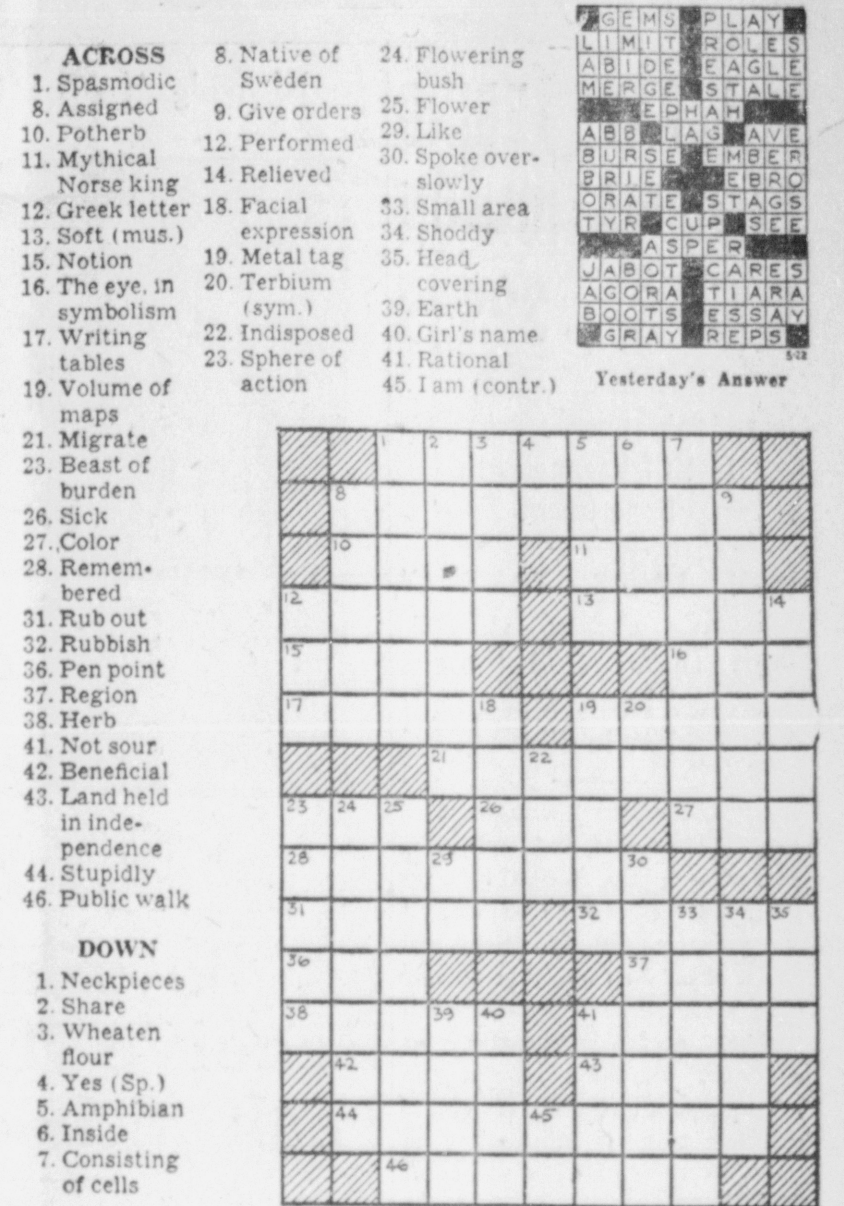 ACROSS
1. Spasmodic
8. Assigned
10. Potherb
11. Mythical
Norse king
12. Greek letter
13. Soft (mus.)
15. Notion
16. The eye, in
symbolism
17. Writing
tables
19. Volume of
maps
21. Migrate
23. Beast of
burden
26. Sick
27. Color
28. Remem-
bered
31. Rub out
32. Rubbish
36. Pen point
37. Region
38. Herb
41. Not sour
42. Beneficial
43. Land held
in inde-
pendence
44. Stupidly
46. Public walk
DOWN
1. Neckpieces
2. Share
3. Wheaten
flour
4. Yes (Sp.)
5. Amphibian
6. Inside
7. Consisting
of cells
8. Native of
Sweden
9. Give orders
12. Performed
14. Relieved
18. Facial
expression
19. Metal tag
20. Terbium
(sym.)
22. Indisposed
23. Sphere of
action
24. Flowering
bush
25. Flower
29. Like
30. Spoke over-
slowly
33. Small area
34. Shoddy
35. Head
covering
39. Earth
40. Girl's name
41. Rational
45. I am (contr.)
GEMS PLAY
LIMIT ROLES
ABIDE EAGLE
MERGE STALE
EPHAH
ABB LAG AVE
BURSE EMBER
BRIE EBRO
ORATE STAGS
TYR CUP SEE
ASPER
JABOT CARES
AGORA TIARA
BOOTS ESSAY
GRAY REPS
5-22
Yesterday's Answer
1 2 3 4 5 6 7
8 9
10 11
12 13 14
15 16
17 18 19 20
21 22
23 24 25 26 27
28 29 30
31 32 33 34 35
36 37
38 39 40 41
42 43
44 45
46